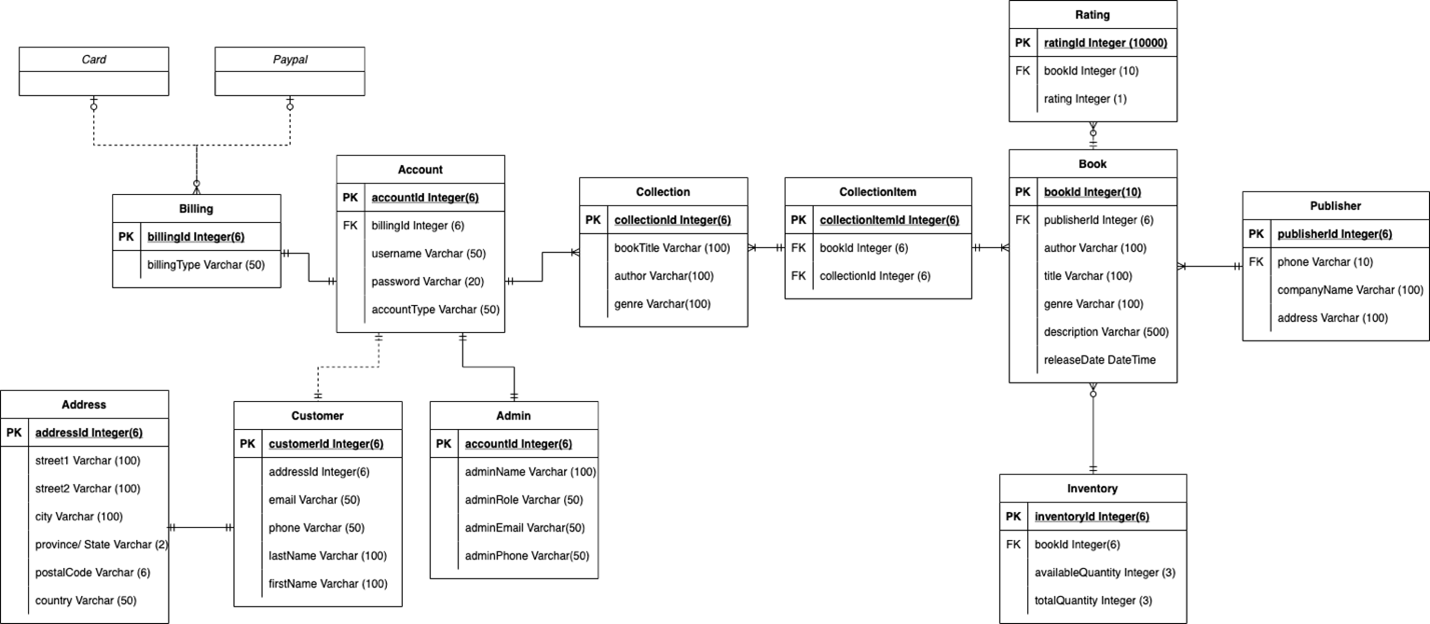 Card
Paypal
Billing
PK billingId Integer(6)
billingType Varchar (50)
Account
PK accountId Integer(6)
FK billingId Integer (6)
username Varchar (50)
password Varchar (20)
accountType Varchar (50)
Address
PK addressId Integer(6)
street1 Varchar (100)
street2 Varchar (100)
city Varchar (100)
province/ State Varchar (2)
postalCode Varchar (6)
country Varchar (50)
Customer
PK customerId Integer(6)
addressId Integer(6)
email Varchar (50)
phone Varchar (50)
lastName Varchar (100)
firstName Varchar (100)
Admin
PK accountId Integer(6)
adminName Varchar (100)
adminRole Varchar (50)
adminEmail Varchar(50)
adminPhone Varchar(50)
Collection
PK collectionId Integer(6)
bookTitle Varchar (100)
author Varchar(100)
genre Varchar(100)
CollectionItem
PK collectionItemId Integer(6)
FK bookId Integer (6)
FK collectionId Integer (6)
Rating
PK ratingId Integer (10000)
FK bookId Integer (10)
rating Integer (1)
Book
PK bookId Integer(10)
FK publisherId Integer (6)
author Varchar (100)
title Varchar (100)
genre Varchar (100)
description Varchar (500)
releaseDate DateTime
Publisher
PK publisherId Integer(6)
FK phone Varchar (10)
companyName Varchar (100)
address Varchar (100)
Inventory
PK inventoryId Integer(6)
FK bookId Integer(6)
availableQuantity Integer (3)
totalQuantity Integer (3)